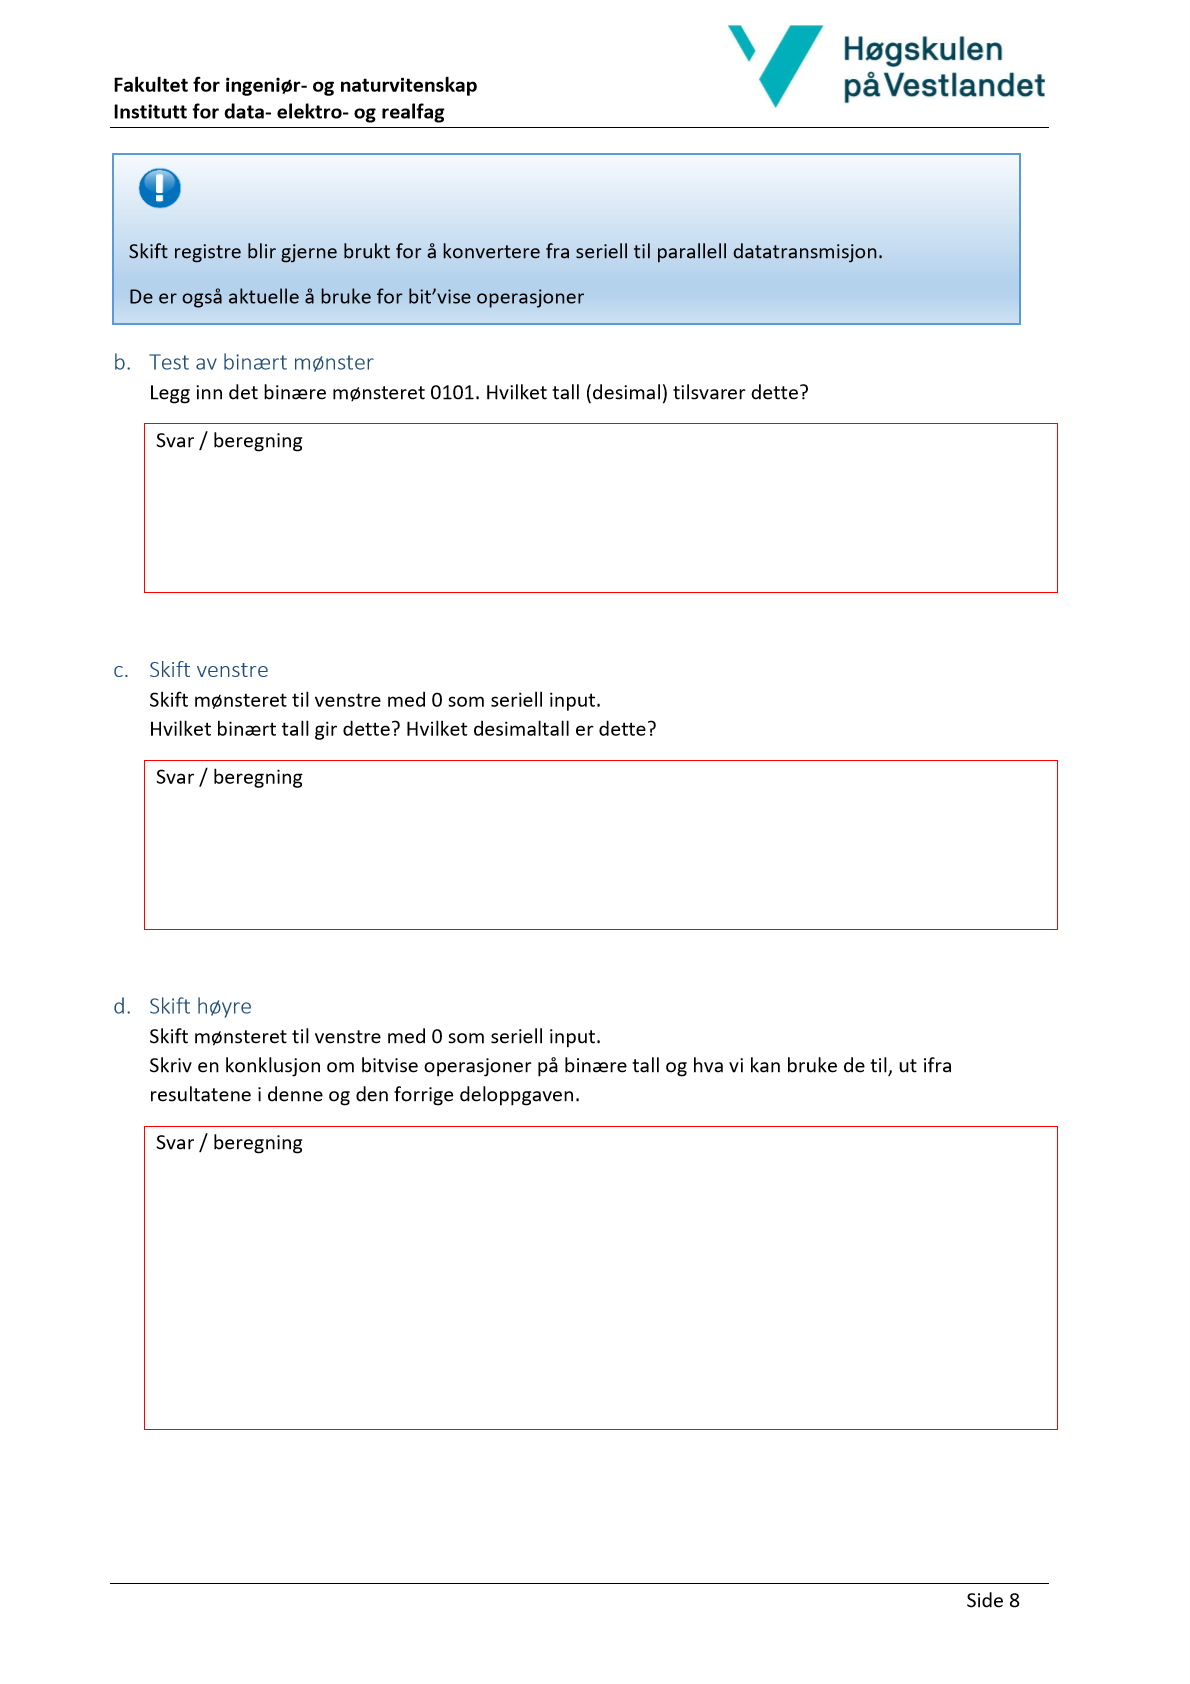 Fakultet for ingeniør- og naturvitenskap
Institutt for data- elektro- og realfag
Høgskulen
på Vestlandet
Skift registre blir gjerne brukt for å konvertere fra seriell til parallell datatransmisjon.
De er også aktuelle å bruke for bit’vise operasjoner
b. Test av binært mønster
Legg inn det binære mønsteret 0101. Hvilket tall (desimal) tilsvarer dette?
Svar / beregning
c. Skift venstre
Skift mønsteret til venstre med 0 som seriell input.
Hvilket binært tall gir dette? Hvilket desimaltall er dette?
Svar / beregning
d. Skift høyre
Skift mønsteret til venstre med 0 som seriell input.
Skriv en konklusjon om bitvise operasjoner på binære tall og hva vi kan bruke de til, ut ifra
resultatene i denne og den forrige deloppgaven.
Svar / beregning
Side 8